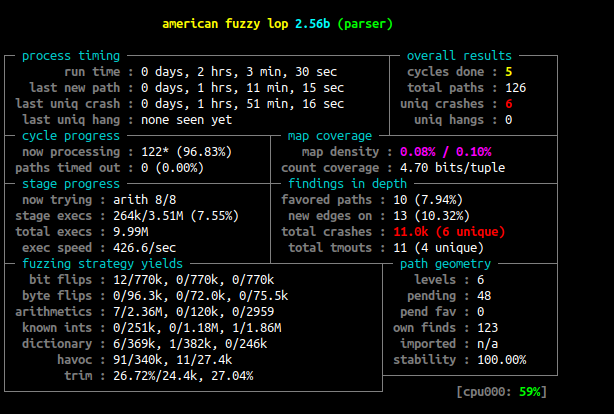 american fuzzy lop 2.56b (parser)
process timing overall results
run time : 0 days, 2 hrs, 3 min, 30 sec cycles done : 5
last new path : 0 days, 1 hrs, 11 min, 15 sec total paths : 126
last uniq crash : 0 days, 1 hrs, 51 min, 16 sec uniq crashes : 6
last uniq hang : none seen yet uniq hangs : 0
cycle progress map coverage
now processing : 122* (96.83%) map density : 0.08% / 0.10%
paths timed out : 0 (0.00%) count coverage : 4.70 bits/tuple
stage progress findings in depth
now trying : arith 8/8 favored paths : 10 (7.94%)
stage execs : 264k/3.51M (7.55%) new edges on : 13 (10.32%)
total execs : 9.99M total crashes : 11.0k (6 unique)
exec speed : 426.6/sec total tmouts : 11 (4 unique)
fuzzing strategy yields path geometry
bit flips : 12/770k, 0/770k, 0/770k levels : 6
byte flips : 0/96.3k, 0/72.0k, 0/75.5k pending : 48
arithmetics : 7/2.36M, 0/120k, 0/2959 pend fav : 0
known ints : 0/251k, 0/1.18M, 1/1.86M own finds : 123
dictionary : 6/369k, 1/382k, 0/246k imported : n/a
havoc : 91/340k, 11/27.4k stability : 100.00%
trim : 26.72%/24.4k, 27.04%
[cpu000: 59%]